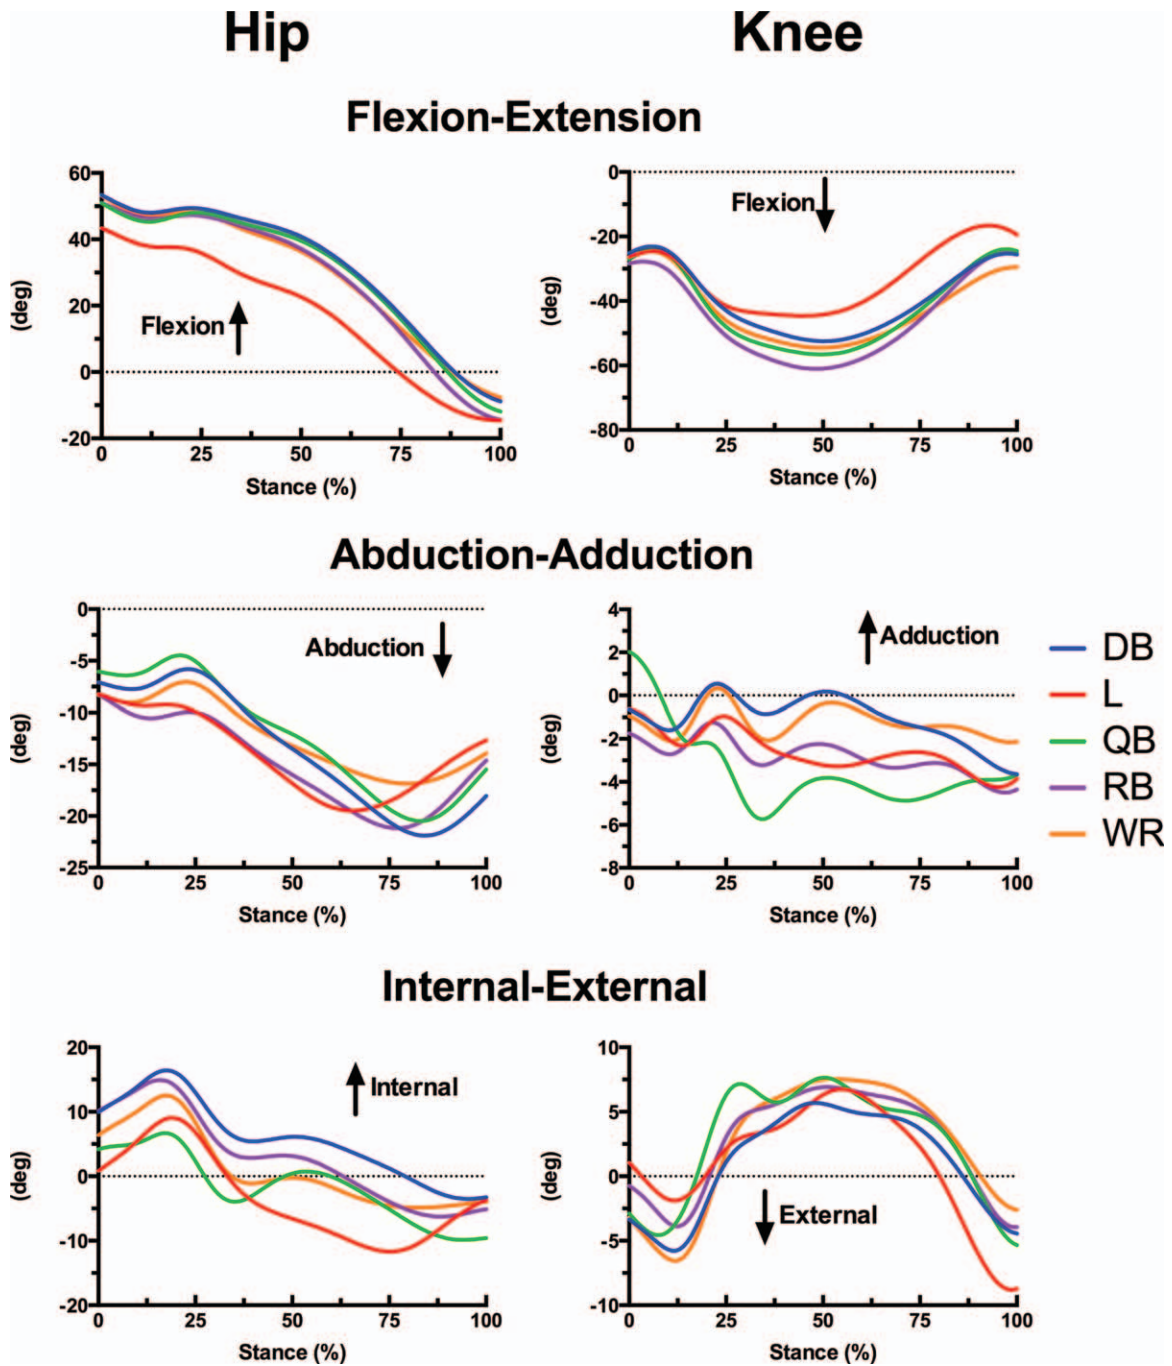 Hip Knee
Flexion-Extension
60
40
20
0
-20
(deg)
Flexion
0 25 50 75 100
Stance (%)
0
-20
-40
-60
-80
(deg)
Flexion
0 25 50 75 100
Stance (%)
Abduction-Adduction
0
-5
-10
-15
-20
-25
(deg)
Abduction
0 25 50 75 100
Stance (%)
4
2
0
-2
-4
-6
-8
(deg)
Adduction
0 25 50 75 100
Stance (%)
DB
L
QB
RB
WR
Internal-External
20
10
0
-10
-20
(deg)
Internal
0 25 50 75 100
Stance (%)
10
5
0
-5
-10
(deg)
External
0 25 50 75 100
Stance (%)